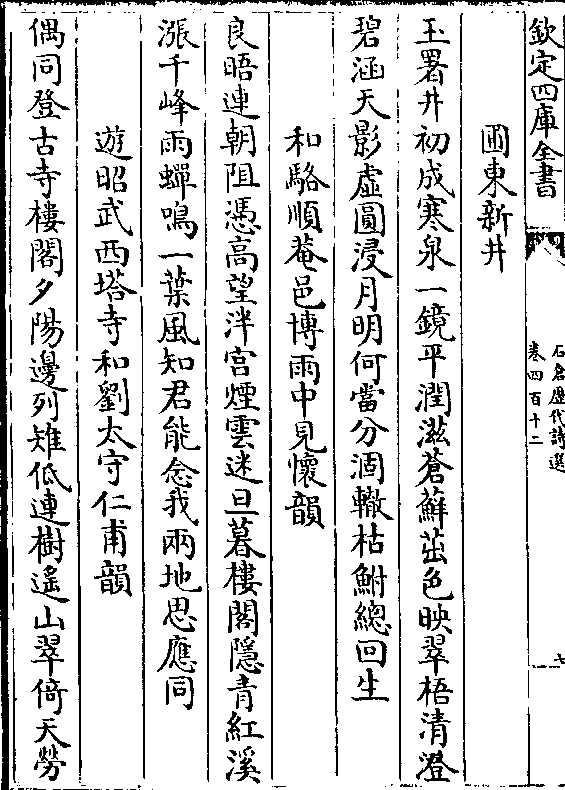 欽定四庫全書
石倉歷代詩選
卷四百十二
七
圃東新井
玉署井初成寒泉一鏡平潤滋蒼蘚茁色映翠梧清澄
碧涵天影虛圓浸月明何當分涸轍枯鮒總回生
和駱順菴邑博雨中見懷韻
良晤連朝阻憑高望泮宮煙雲迷旦暮樓閣隱青紅溪
漲千峰雨蟬鳴一葉風知君能念我兩地思應同
遊昭武西塔寺和劉太守仁甫韻
偶同登古寺樓閣夕陽邊列雉低連樹遙山翠倚天勞